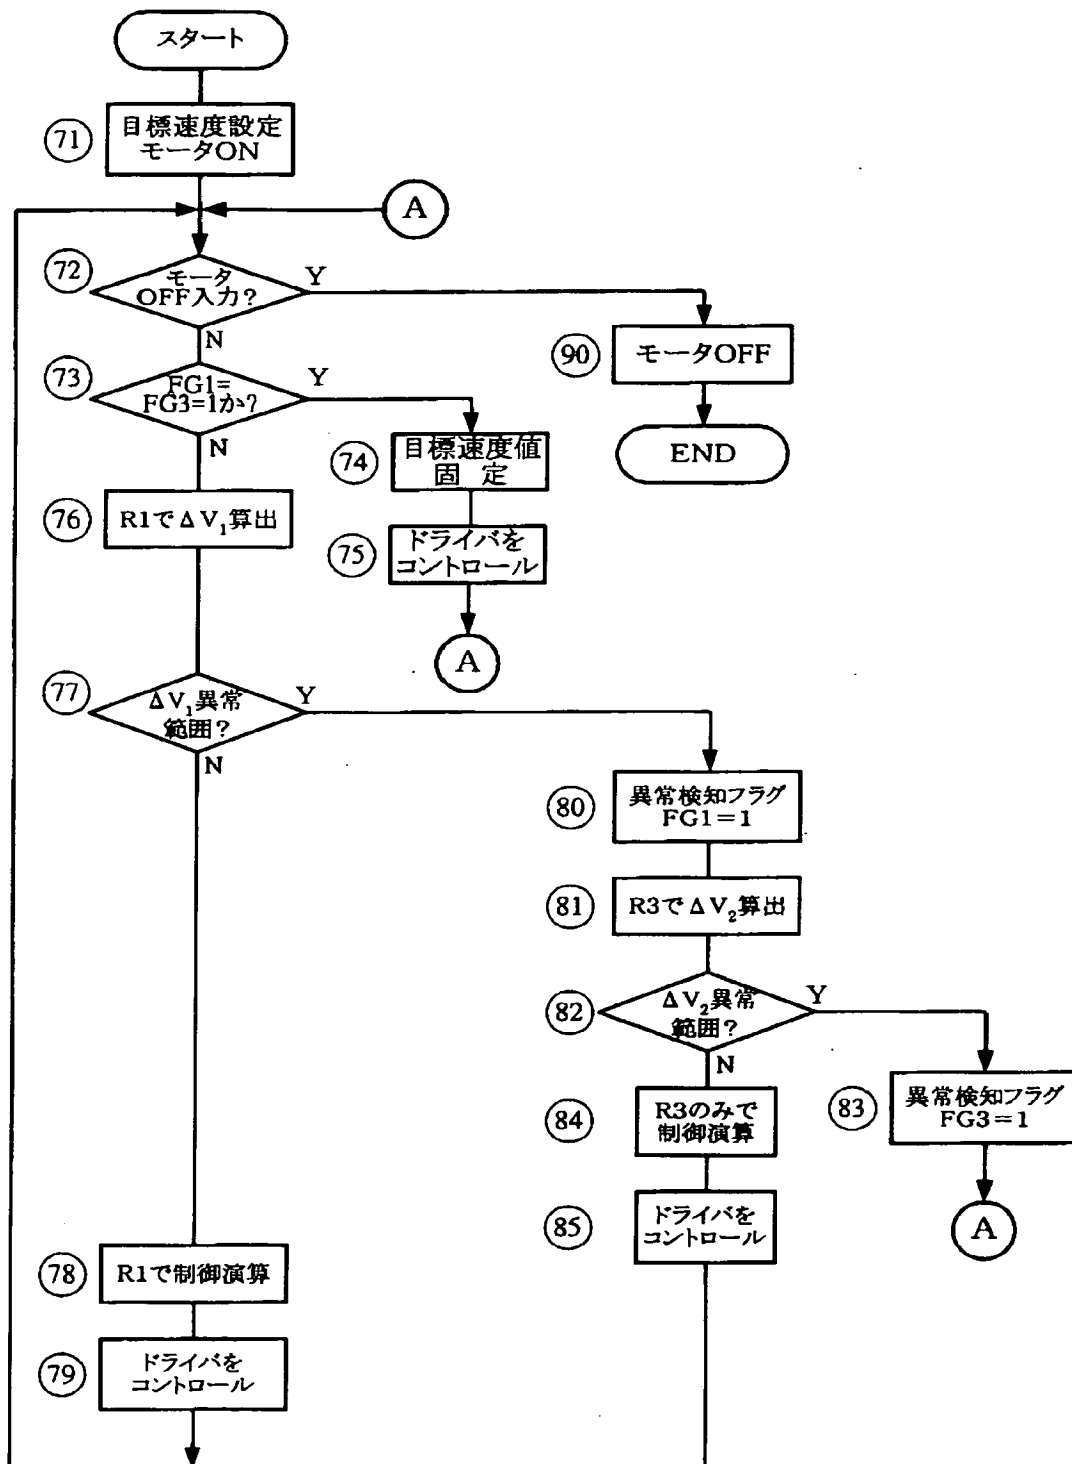 スタート
71
目標速度設定
モータON
A
72
モータ
OFF入力?
Y
N
90
モータOFF
73
FG1=
FG3=1か?
Y
N
END
74
目標速度値
固 定
76
R1でΔV1算出
75
ドライバを
コントロール
A
77
ΔV1異常
範囲?
Y
N
80
異常検知フラグ
FG1=1
81
R3でΔV2算出
82
ΔV2異常
範囲?
Y
N
83
異常検知フラグ
FG3=1
84
R3のみで
制御演算
85
ドライバを
コントロール
A
78
R1で制御演算
79
ドライバを
コントロール